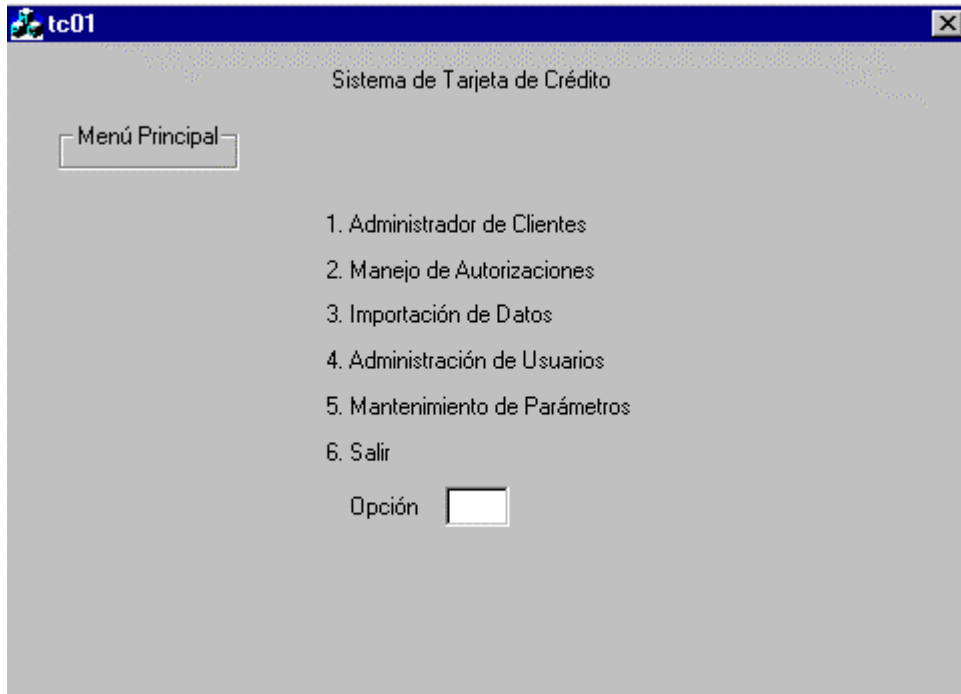 tc01
Sistema de Tarjeta de Crédito
Menú Principal
1. Administrador de Clientes
2. Manejo de Autorizaciones
3. Importación de Datos
4. Administración de Usuarios
5. Mantenimiento de Parámetros
6. Salir
Opción